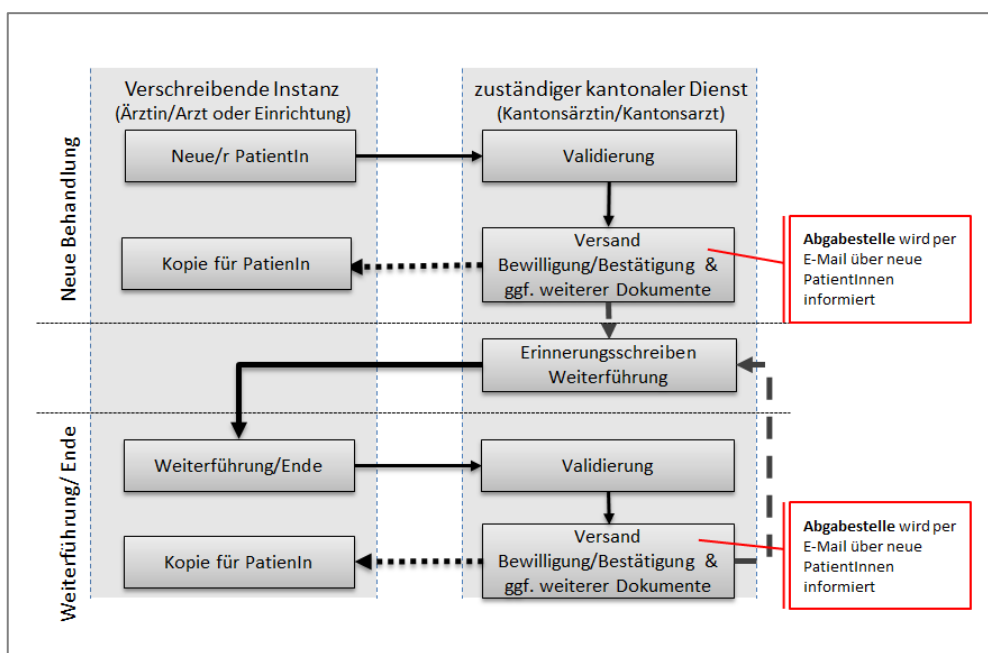 Verschreibende Instanz
(Ärztin/Arzt oder Einrichtung)
zuständiger kantonaler Dienst
(Kantonsärztin/Kantonsarzt)
Neue Behandlung
Neue/r PatientIn
Validierung
Kopie für PatienIn
Versand
Bewilligung/Bestätigung &
ggf. weiterer Dokumente
Abgabestelle wird per
E-Mail über neue
PatientInnen
informiert
Erinnerungsschreiben
Weiterführung
Weiterführung/ Ende
Weiterführung/Ende
Validierung
Kopie für PatienIn
Versand
Bewilligung/Bestätigung &
ggf. weiterer Dokumente
Abgabestelle wird per
E-Mail über neue
PatientInnen
informiert